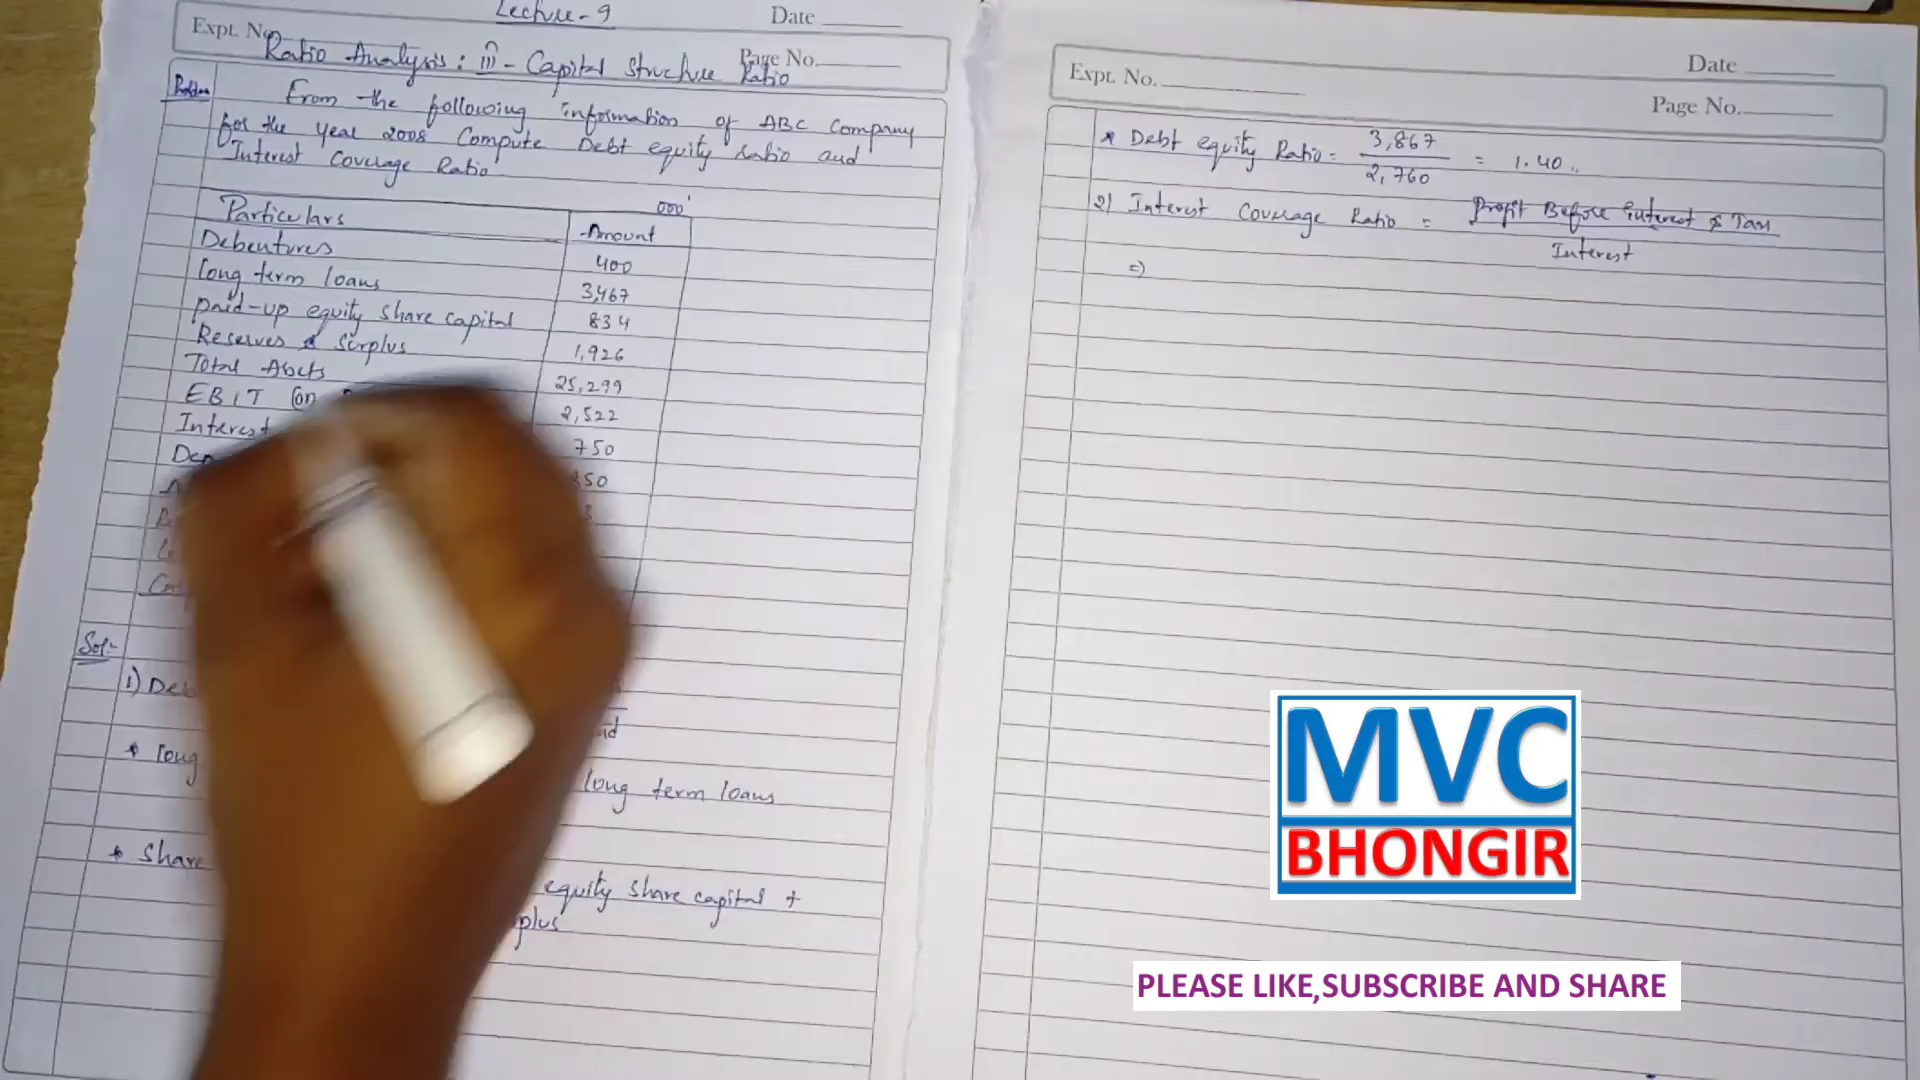 Lecture-9
Date
Expt. No.
Page No.
Ratio Analysis: iii - Capital Structure Ratio
From the following information of ABC Company
for the year 2008 Compute Debt equity Ratio and
Interest Coverage Ratio
000'
Particulars Amount
Debentures 400
long term loans 3,467
paid-up equity share capital 834
Reserves & Surplus 1,926
Total Assets 25,299
EBIT (on 2,522
Interest 750
Sol:-
1)
* long
long term loans
* Share
equity share capital +
Date
Expt. No.
Page No.
* Debt equity Ratio = 3,867 / 2,760 = 1.40
2) Interest Coverage Ratio = Profit Before interest & Tax / Interest
=)
MVC
BHONGIR
PLEASE LIKE,SUBSCRIBE AND SHARE